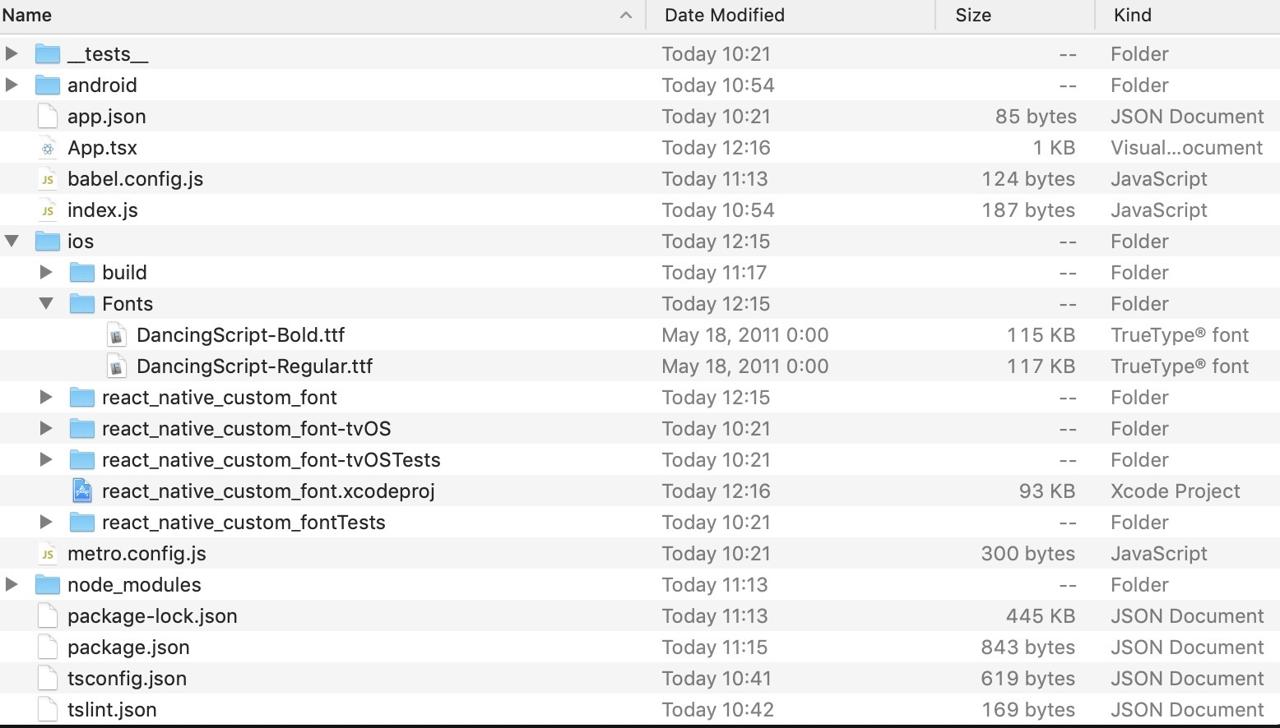 Name Date Modified Size Kind
__tests__ Today 10:21 -- Folder
android Today 10:54 -- Folder
app.json Today 10:21 85 bytes JSON Document
App.tsx Today 12:16 1 KB Visual...ocument
JS babel.config.js Today 11:13 124 bytes JavaScript
JS index.js Today 10:54 187 bytes JavaScript
ios Today 12:15 -- Folder
build Today 11:17 -- Folder
Fonts Today 12:15 -- Folder
DancingScript-Bold.ttf May 18, 2011 0:00 115 KB TrueType® font
DancingScript-Regular.ttf May 18, 2011 0:00 117 KB TrueType® font
react_native_custom_font Today 12:15 -- Folder
react_native_custom_font-tvOS Today 10:21 -- Folder
react_native_custom_font-tvOSTests Today 10:21 -- Folder
react_native_custom_font.xcodeproj Today 12:16 93 KB Xcode Project
react_native_custom_fontTests Today 10:21 -- Folder
JS metro.config.js Today 10:21 300 bytes JavaScript
node_modules Today 11:13 -- Folder
package-lock.json Today 11:13 445 KB JSON Document
package.json Today 11:15 843 bytes JSON Document
tsconfig.json Today 10:41 619 bytes JSON Document
tslint.json Today 10:42 169 bytes JSON Document